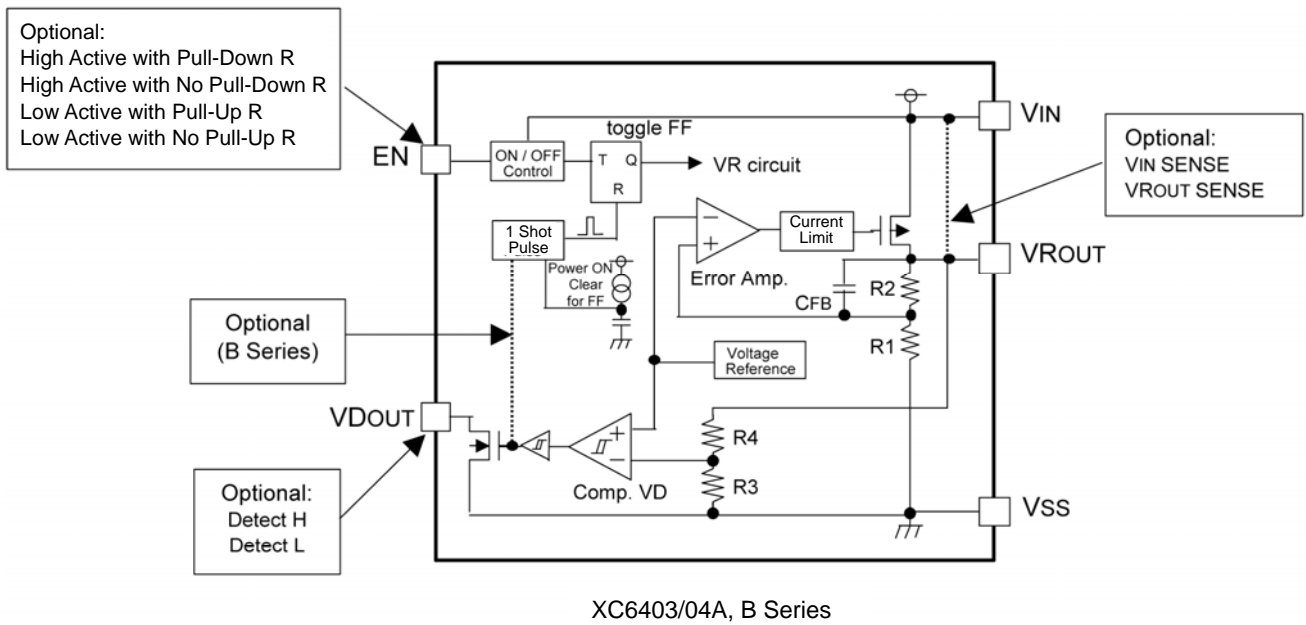 Optional:
High Active with Pull-Down R
High Active with No Pull-Down R
Low Active with Pull-Up R
Low Active with No Pull-Up R
EN
ON / OFF
Control
toggle FF
T Q
R
VR circuit
VIN
Optional:
VIN SENSE
VROUT SENSE
1 Shot
Pulse
Power ON
Clear
for FF
Error Amp.
Current
Limit
CFB
R2
R1
VROUT
Optional
(B Series)
Voltage
Reference
VDOUT
Comp. VD
R4
R3
VSS
Optional:
Detect H
Detect L
XC6403/04A, B Series